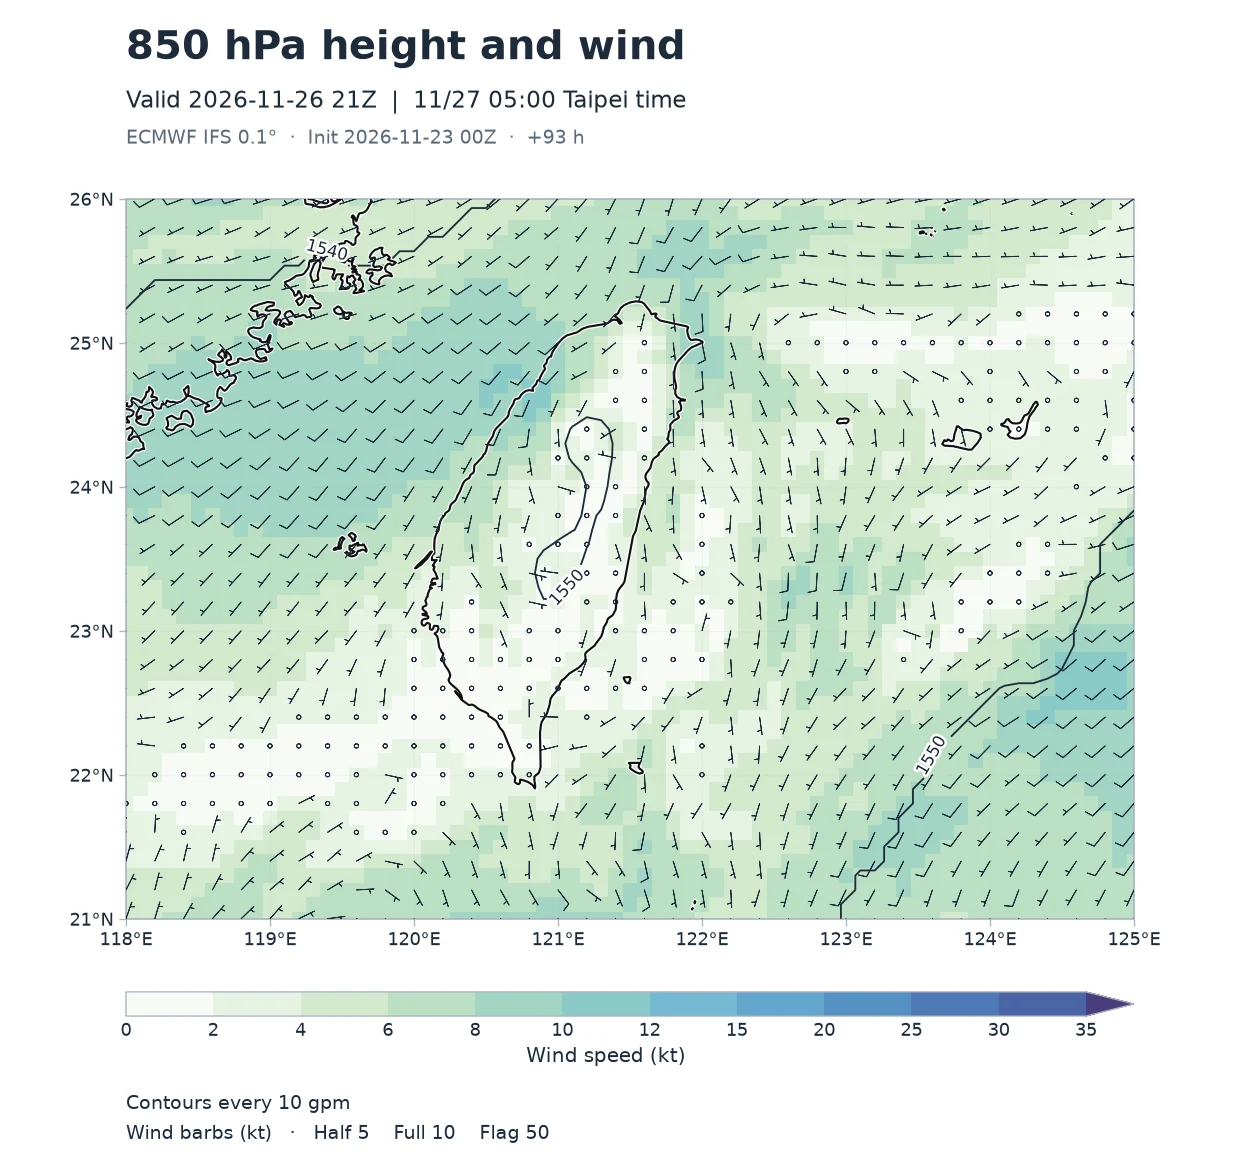 850 hPa height and wind
Valid 2026-11-26 21Z | 11/27 05:00 Taipei time
ECMWF IFS 0.1° · Init 2026-11-23 00Z · +93 h
26°N
25°N
24°N
23°N
22°N
21°N
1540
1550
1550
118°E 119°E 120°E 121°E 122°E 123°E 124°E 125°E
0 2 4 6 8 10 12 15 20 25 30 35
Wind speed (kt)
Contours every 10 gpm
Wind barbs (kt) · Half 5 Full 10 Flag 50